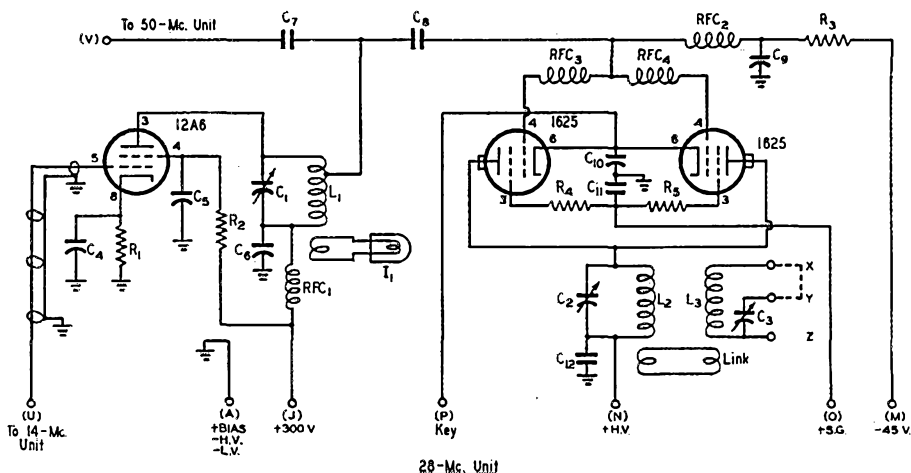 To 50-Mc. Unit
(V)
C7
C8
RFC2
R3
C9
RFC3
RFC4
3
12A6
4
4
1625
1625
5
4
6
6
8
C10
C1
L1
C5
R2
C11
R4
R5
3
3
C4
R1
C6
I1
RFC1
C2
L2
L3
X
Y
C3
Z
C12
Link
(U)
To 14-Mc.
Unit
(A)
+BIAS
-H.V.
-L.V.
(J)
+300 V
(P)
Key
(N)
+H.V.
(O)
+S.G.
(M)
-45 V.
28-Mc. Unit